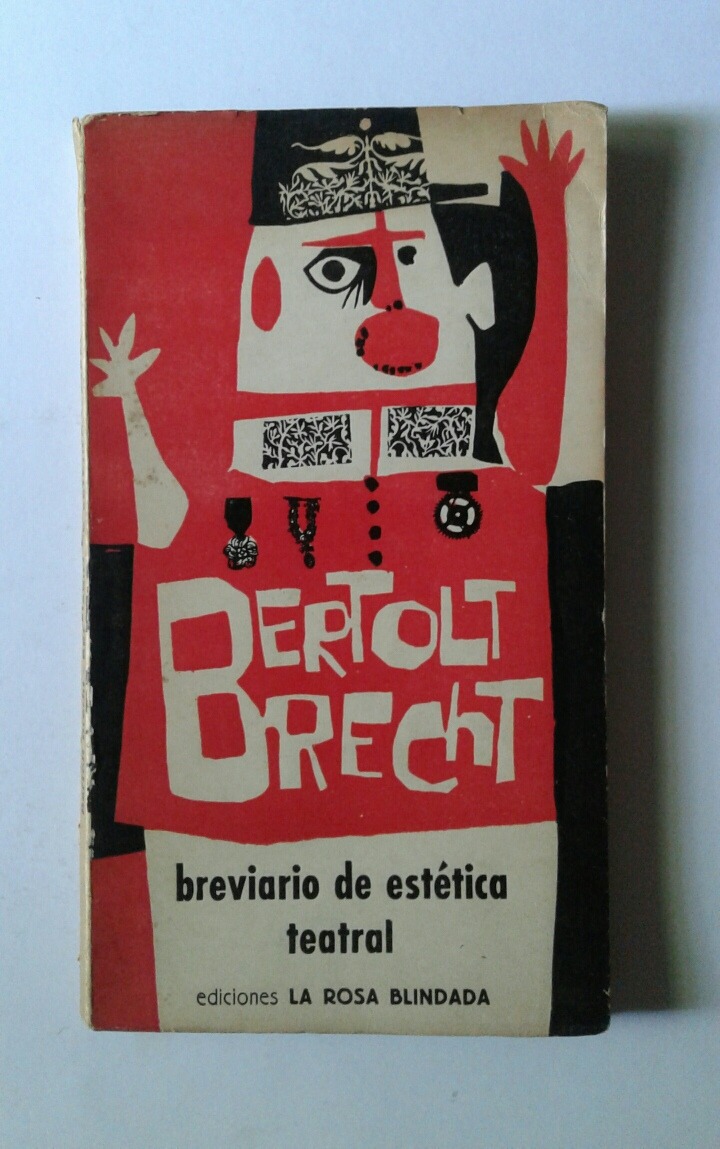 BERTOLT
BRECHT
breviario de estética
teatral
ediciones LA ROSA BLINDADA